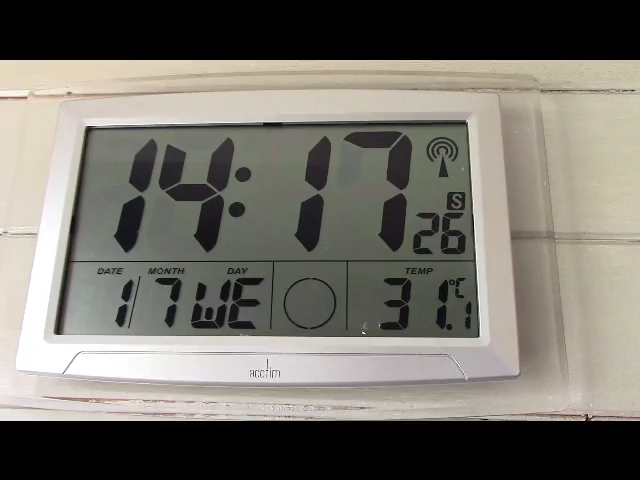 14:17
S
26
DATE MONTH DAY TEMP
1 7 WE 31.1 °C
acctim